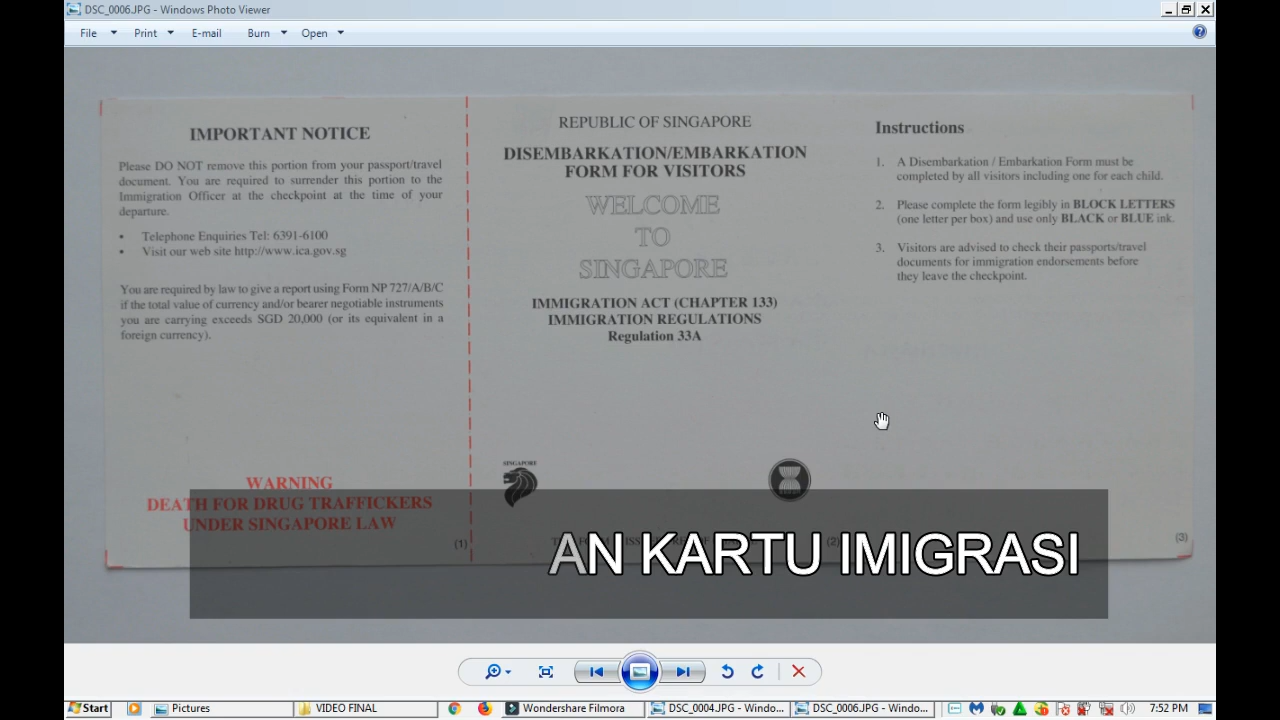 DSC_0006.JPG - Windows Photo Viewer
File Print E-mail Burn Open
IMPORTANT NOTICE
Please DO NOT remove this portion from your passport/travel
document. You are required to surrender this portion to the
Immigration Officer at the checkpoint at the time of your
departure.
• Telephone Enquiries Tel: 6391-6100
• Visit our web site http://www.ica.gov.sg
You are required by law to give a report using Form NP 727/A/B/C
if the total value of currency and/or bearer negotiable instruments
you are carrying exceeds SGD 20,000 (or its equivalent in a
foreign currency).
WARNING
DEATH FOR DRUG TRAFFICKERS
UNDER SINGAPORE LAW
(1)
REPUBLIC OF SINGAPORE
DISEMBARKATION/EMBARKATION
FORM FOR VISITORS
WELCOME
TO
SINGAPORE
IMMIGRATION ACT (CHAPTER 133)
IMMIGRATION REGULATIONS
Regulation 33A
SINGAPORE
(2)
Instructions
1. A Disembarkation / Embarkation Form must be
completed by all visitors including one for each child.
2. Please complete the form legibly in BLOCK LETTERS
(one letter per box) and use only BLACK or BLUE ink.
3. Visitors are advised to check their passports/travel
documents for immigration endorsements before
they leave the checkpoint.
(3)
AN KARTU IMIGRASI
Start Pictures VIDEO FINAL Wondershare Filmora DSC_0004.JPG - Windo... DSC_0006.JPG - Windo... 7:52 PM